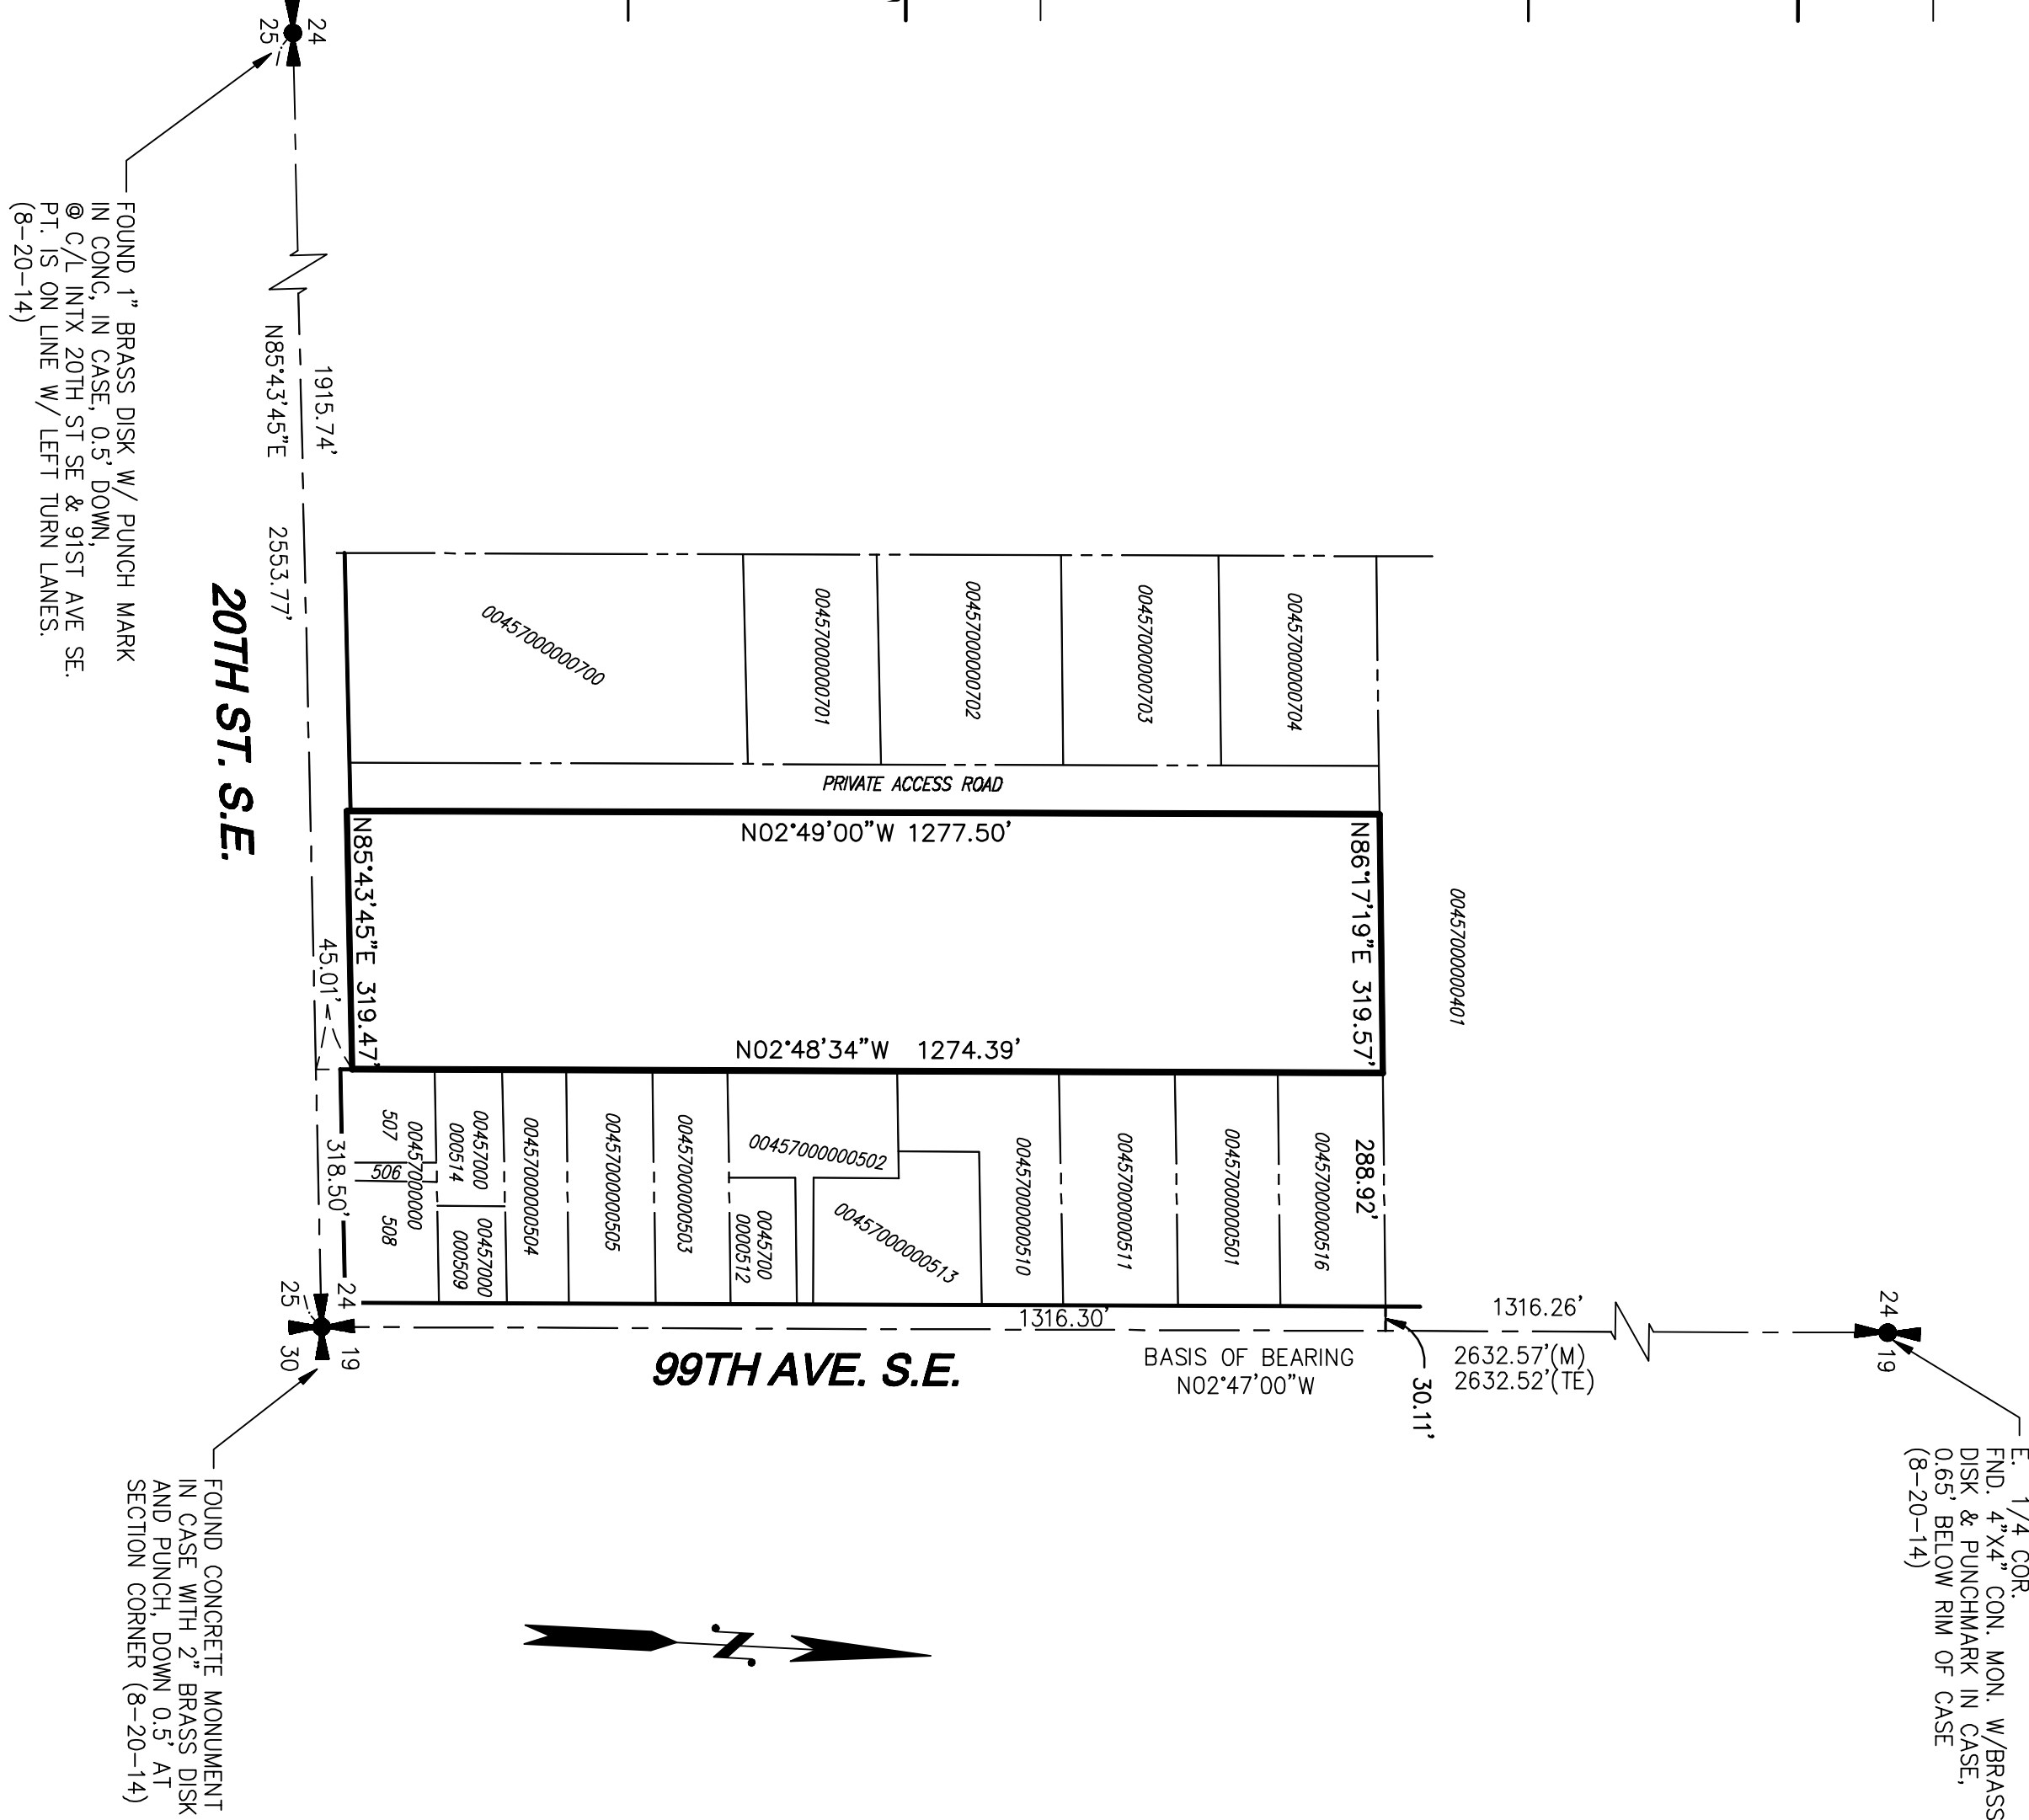 24
25
FOUND 1" BRASS DISK W/ PUNCH MARK
IN CONC, IN CASE, 0.5' DOWN,
@ C/L INTX 20TH ST SE & 91ST AVE SE.
PT. IS ON LINE W/ LEFT TURN LANES.
(8-20-14)
1915.74'
N85°43'45"E
2553.77'
20TH ST. S.E.
00457000000700
00457000000701
00457000000702
00457000000703
00457000000704
PRIVATE ACCESS ROAD
N02°49'00"W 1277.50'
N85°43'45"E 319.47'
N86°17'19"E 319.57'
00457000000401
45.01'
N02°48'34"W 1274.39'
318.50'
288.92'
00457000000
507
506
508
00457000
000514
00457000
000509
00457000000504
00457000000505
00457000000503
00457000000502
0045700
0000512
00457000000513
00457000000510
00457000000511
00457000000501
00457000000516
24
25
19
30
1316.30'
1316.26'
99TH AVE. S.E.
BASIS OF BEARING
N02°47'00"W
2632.57'(M)
2632.52'(TE)
30.11'
24
19
E. 1/4 COR.
FND. 4"X4" CON. MON. W/BRASS
DISK & PUNCHMARK IN CASE,
0.65' BELOW RIM OF CASE
(8-20-14)
FOUND CONCRETE MONUMENT
IN CASE WITH 2" BRASS DISK
AND PUNCH, DOWN 0.5' AT
SECTION CORNER (8-20-14)
N